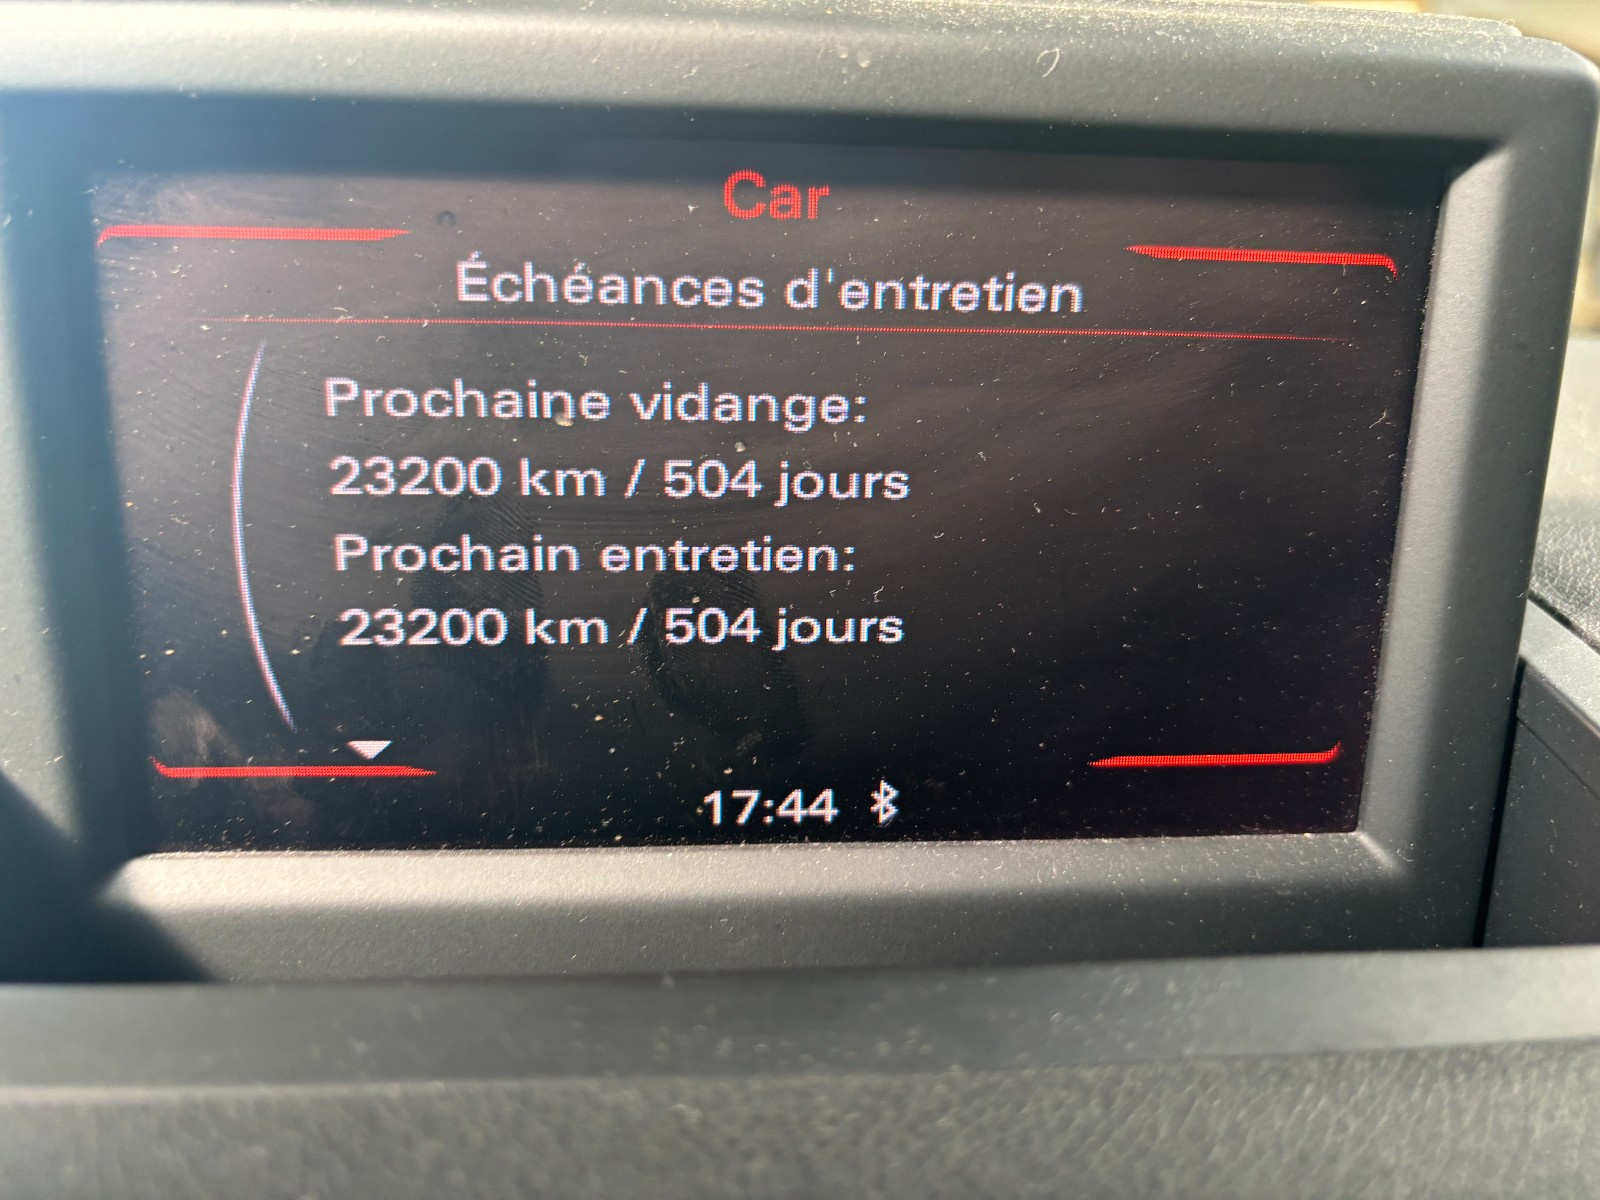 Car
Échéances d'entretien
Prochaine vidange:
23200 km / 504 jours
Prochain entretien:
23200 km / 504 jours
17:44